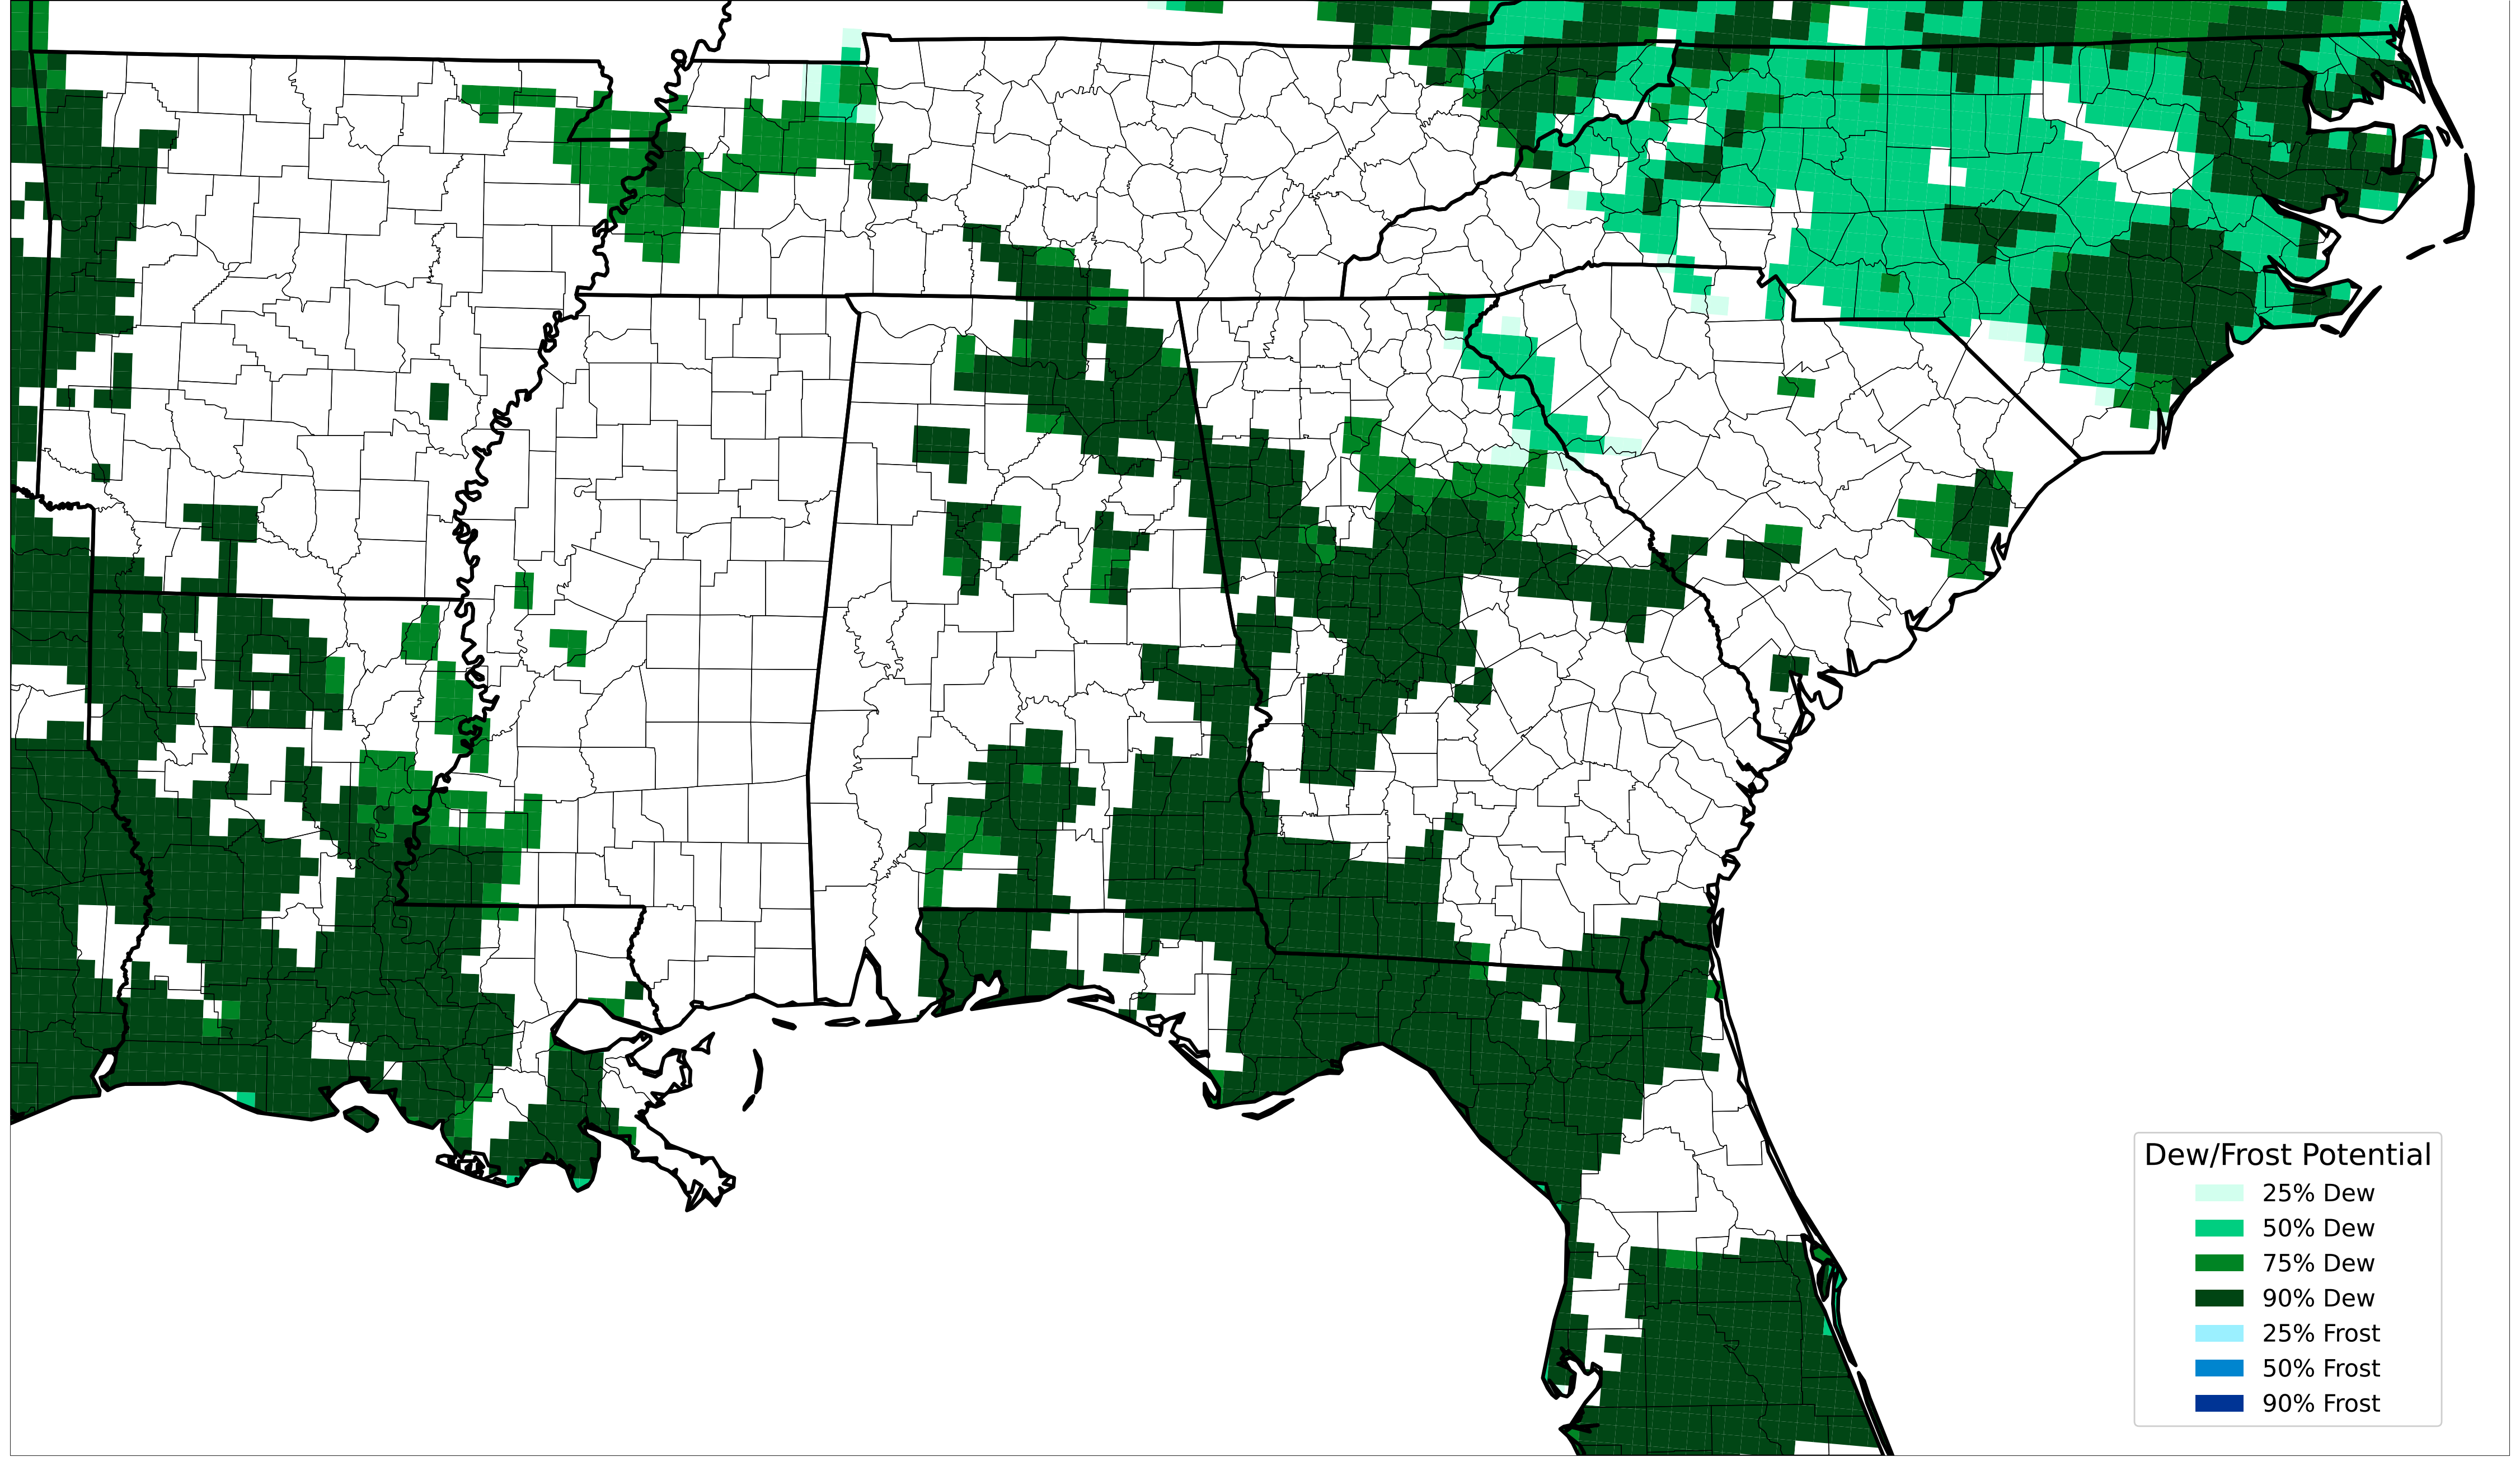 Dew/Frost Potential
25% Dew
50% Dew
75% Dew
90% Dew
25% Frost
50% Frost
90% Frost